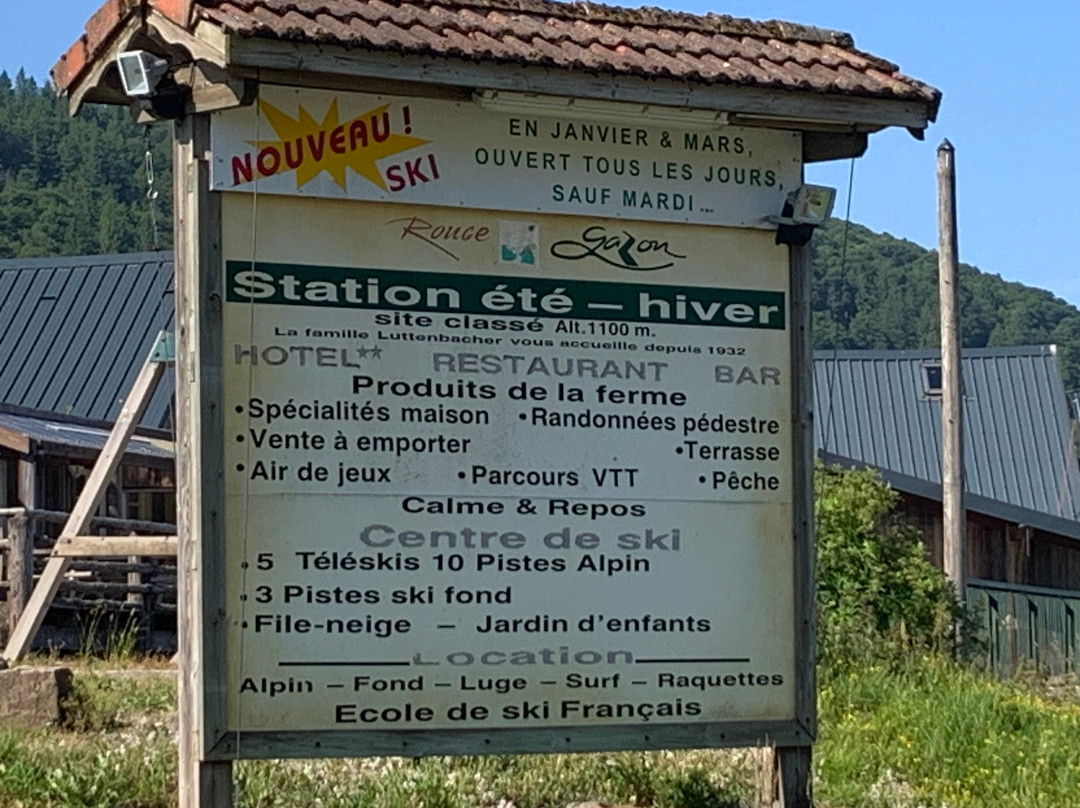 NOUVEAU !
SKI
EN JANVIER & MARS,
OUVERT TOUS LES JOURS,
SAUF MARDI ...
Rouge Gazon
Station été – hiver
site classé Alt.1100 m.
La famille Luttenbacher vous accueille depuis 1932
HOTEL** RESTAURANT BAR
Produits de la ferme
•Spécialités maison •Randonnées pédestre
•Vente à emporter •Terrasse
•Air de jeux •Parcours VTT •Pêche
Calme & Repos
Centre de ski
•5 Téléskis 10 Pistes Alpin
•3 Pistes ski fond
•File-neige – Jardin d'enfants
Location
Alpin – Fond – Luge – Surf – Raquettes
Ecole de ski Français